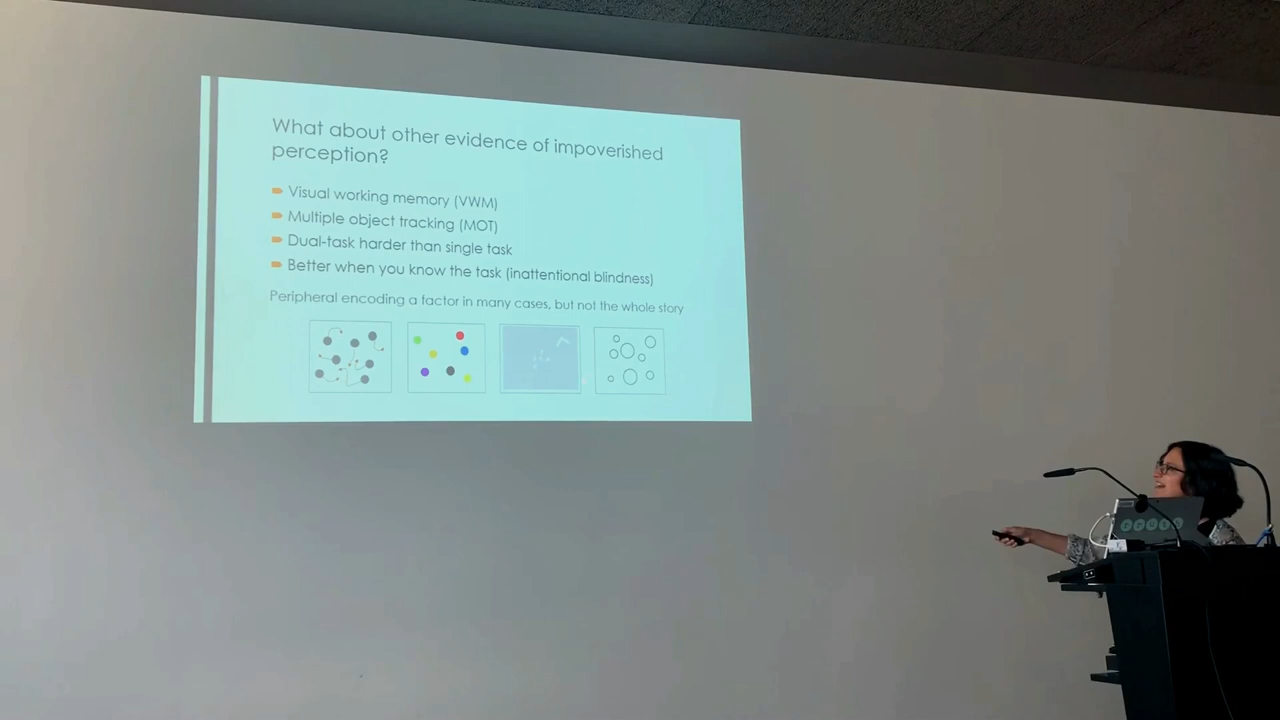 What about other evidence of impoverished
perception?
Visual working memory (VWM)
Multiple object tracking (MOT)
Dual-task harder than single task
Better when you know the task (inattentional blindness)
Peripheral encoding a factor in many cases, but not the whole story